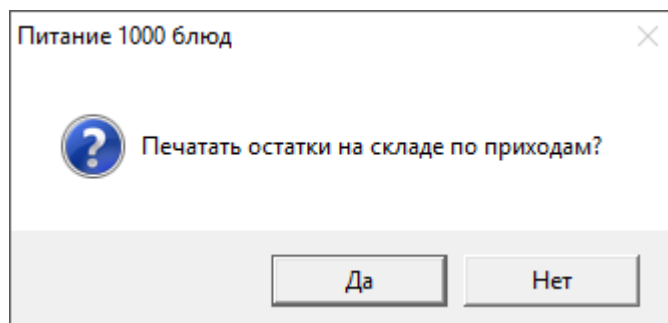 Питание 1000 блюд
Печатать остатки на складе по приходам?
Да
Нет